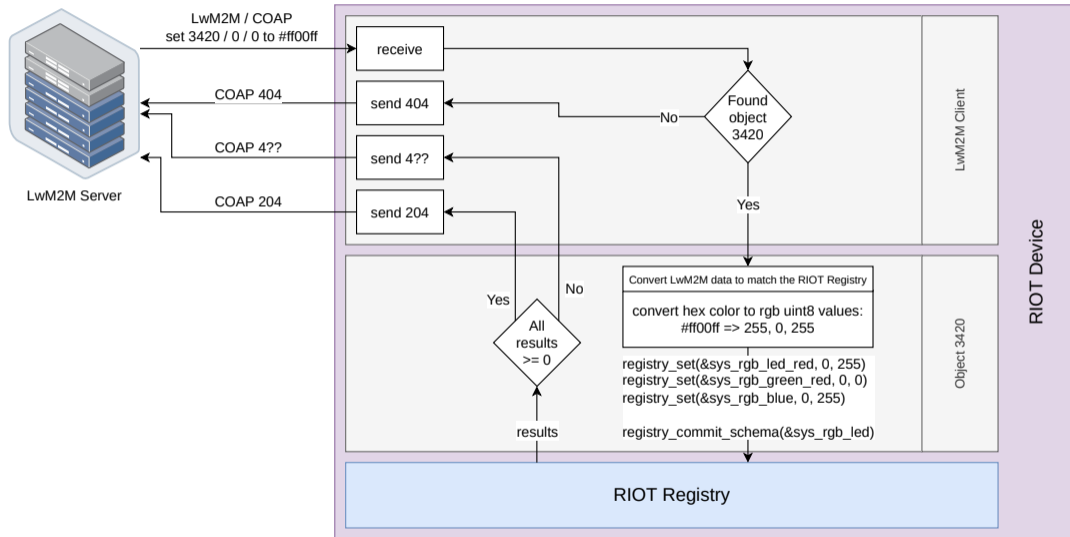 LwM2M / COAP
set 3420 / 0 / 0 to #ff00ff
receive
COAP 404
send 404
No
Found
object
3420
LwM2M Client
COAP 4??
send 4??
LwM2M Server
COAP 204
send 204
Yes
RIOT Device
Convert LwM2M data to match the RIOT Registry
convert hex color to rgb uint8 values:
#ff00ff => 255, 0, 255
Yes
No
All
results
>= 0
Object 3420
registry_set(&sys_rgb_led_red, 0, 255)
registry_set(&sys_rgb_green_red, 0, 0)
registry_set(&sys_rgb_blue, 0, 255)
registry_commit_schema(&sys_rgb_led)
results
RIOT Registry